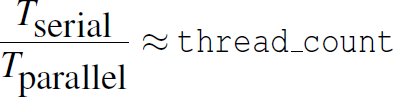 T_serial
T_parallel ≈ thread_count